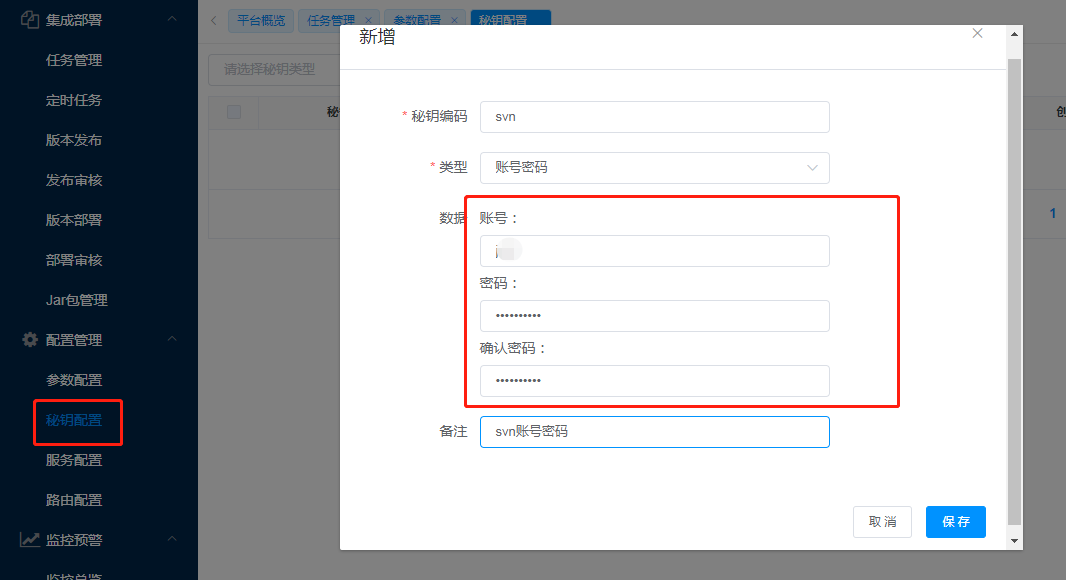 集成部署
任务管理
定时任务
版本发布
发布审核
版本部署
部署审核
Jar包管理
配置管理
参数配置
秘钥配置
服务配置
路由配置
监控预警
监控总览
平台概览 任务管理 × 参数配置 × 秘钥配置
请选择秘钥类型
秘
创
1
新增
* 秘钥编码 svn
* 类型 账号密码
数据 账号：
密码：
••••••••••
确认密码：
••••••••••
备注 svn账号密码
取消 保存